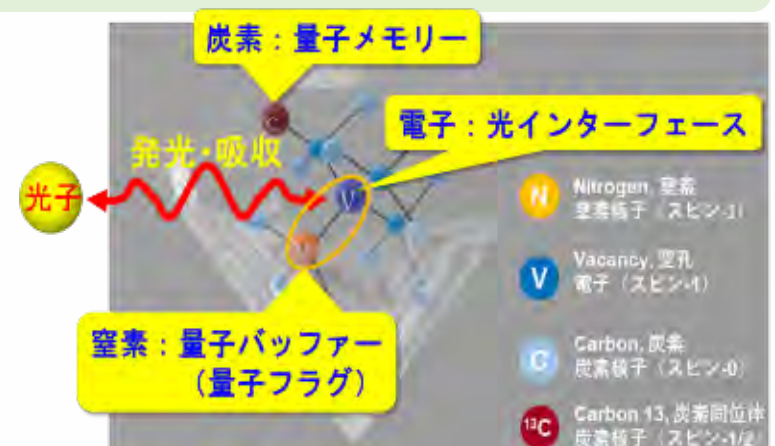 炭素：量子メモリー
電子：光インターフェース
発光・吸収
光子
V
窒素：量子バッファー
（量子フラグ）
N
Nitrogen, 窒素
窒素核子（スピン-1）
V
Vacancy, 空孔
電子（スピン-1）
C
Carbon, 炭素
炭素核子（スピン-0）
13C
Carbon 13, 炭素同位体
炭素核子（スピン-1/2）